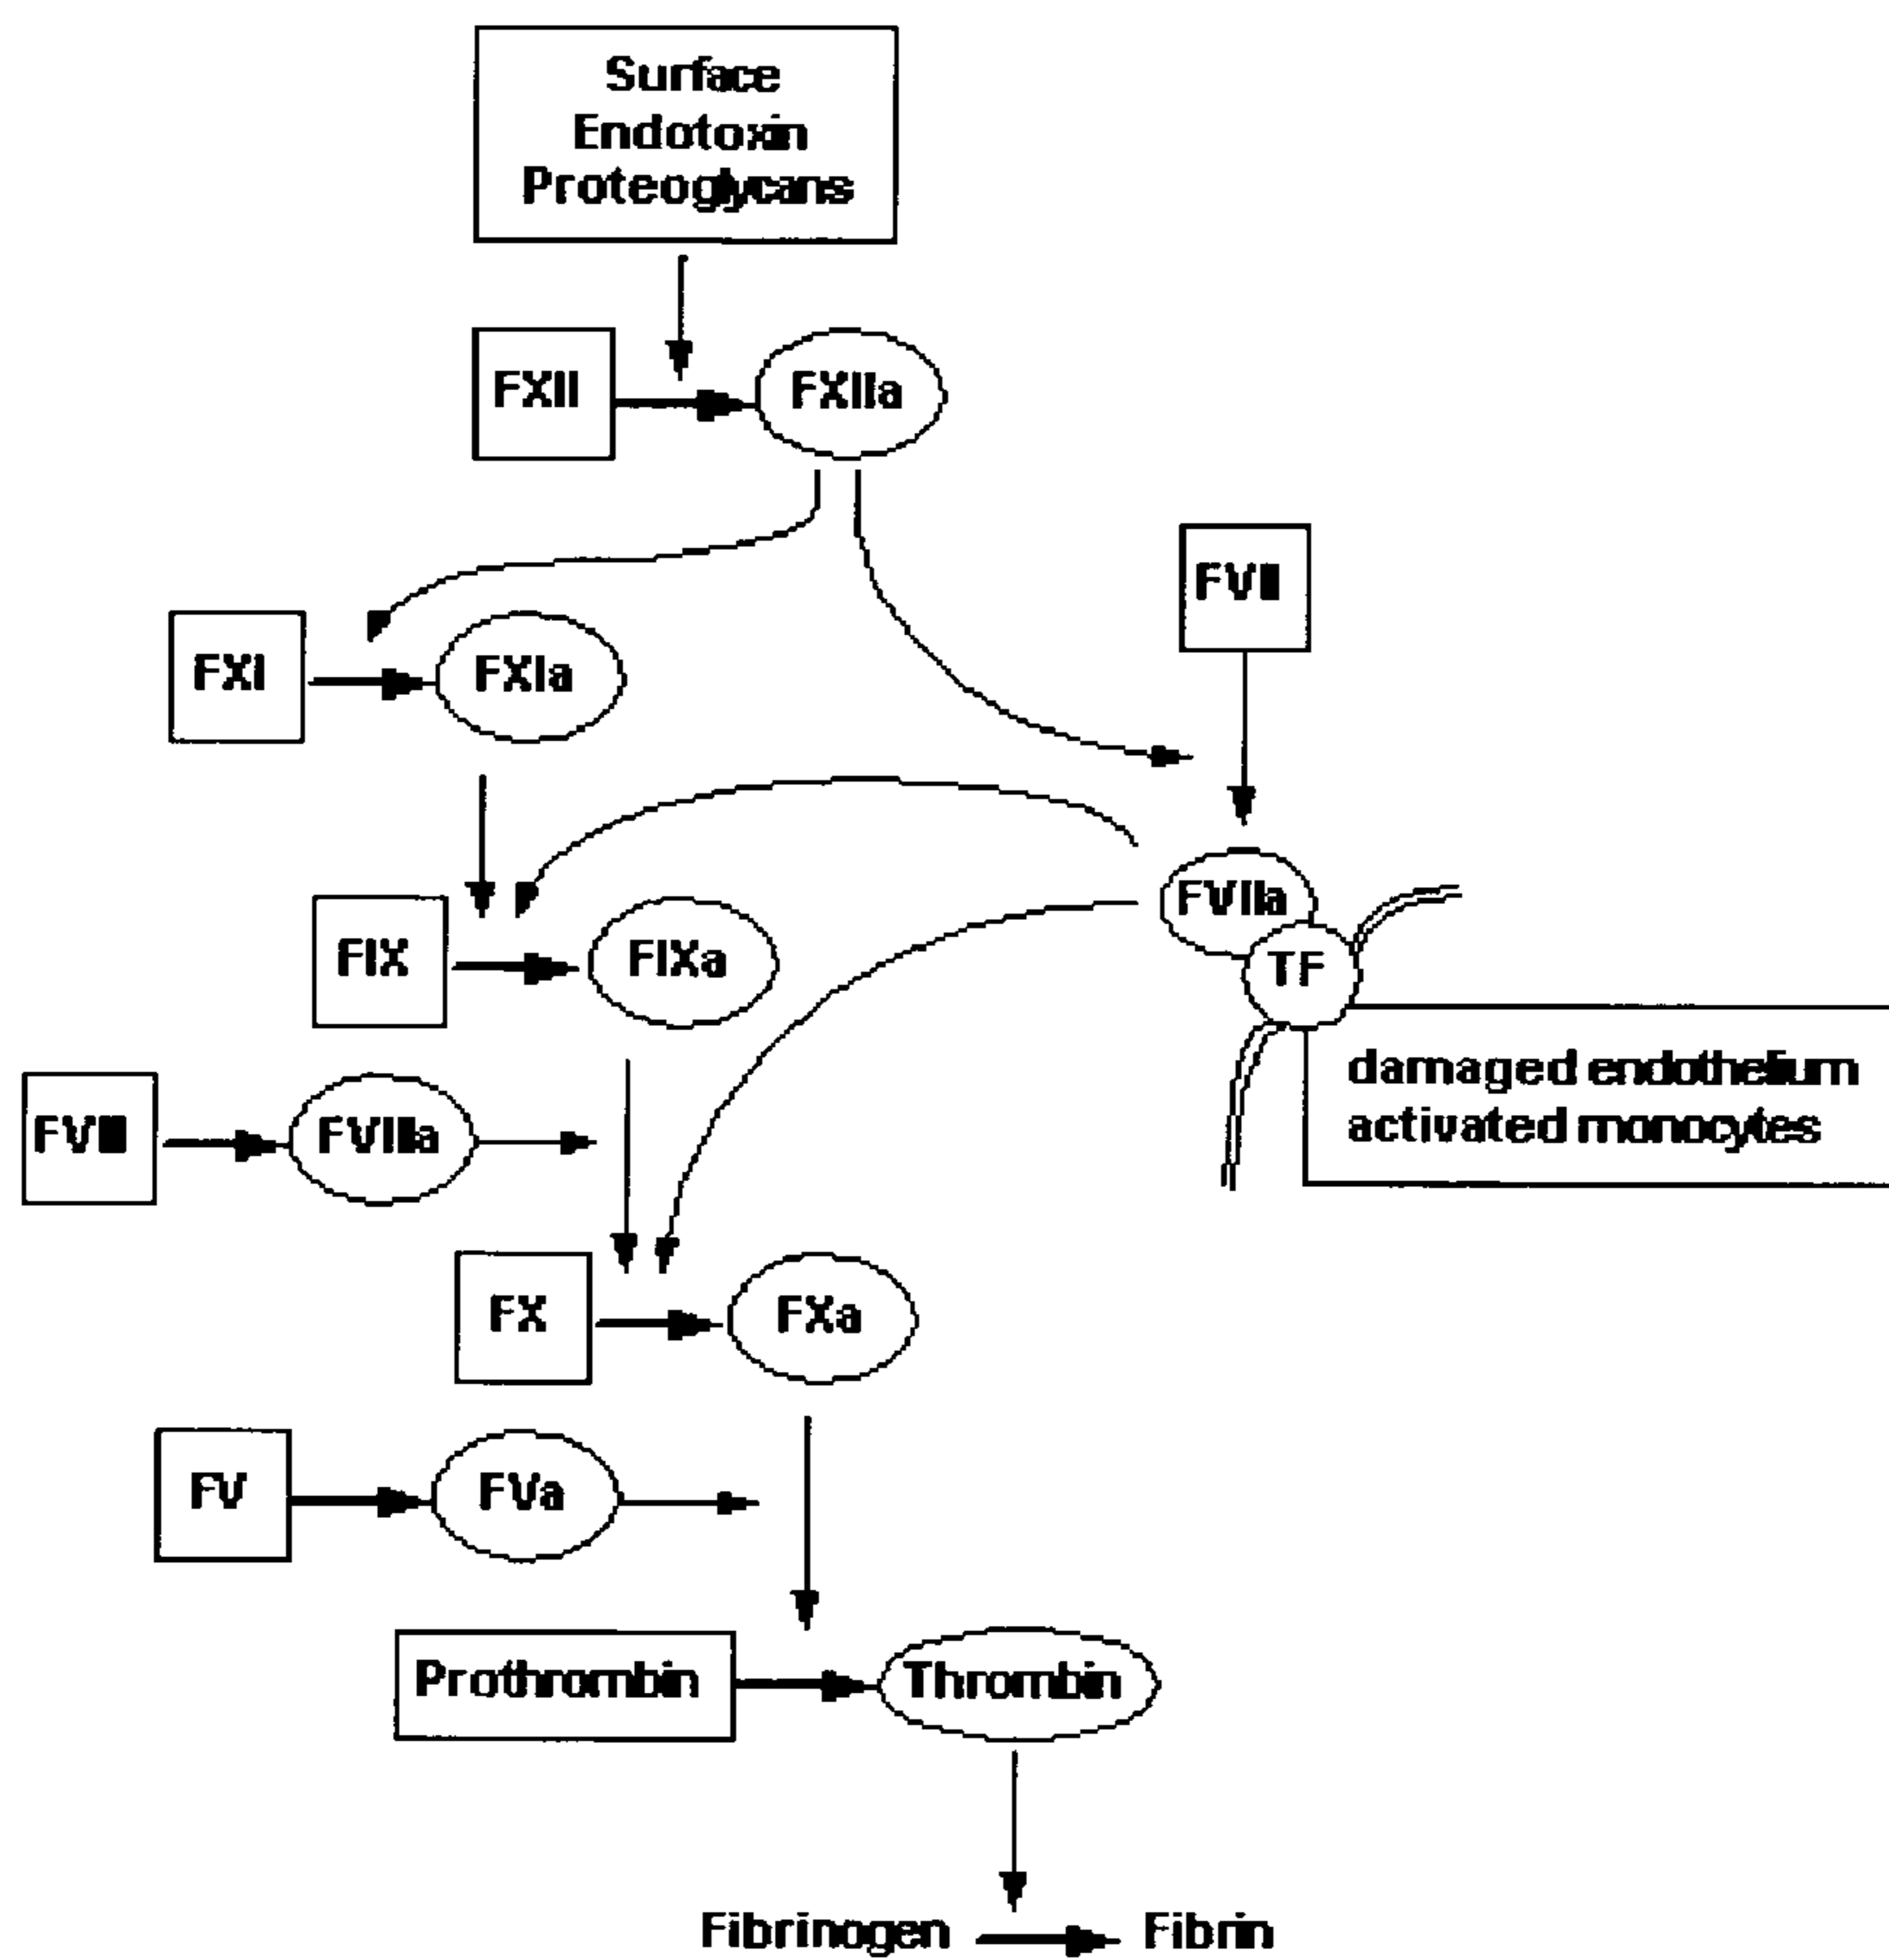 Surface
Endotoxin
Proteoglycans
FXII
FXIIa
FVII
FXI
FXIa
FVIIa
FIX
FIXa
TF
damaged endothelium
activated monocytes
FVIII
FVIIIa
FX
FXa
FV
FVa
Prothrombin
Thrombin
Fibrinogen
Fibrin